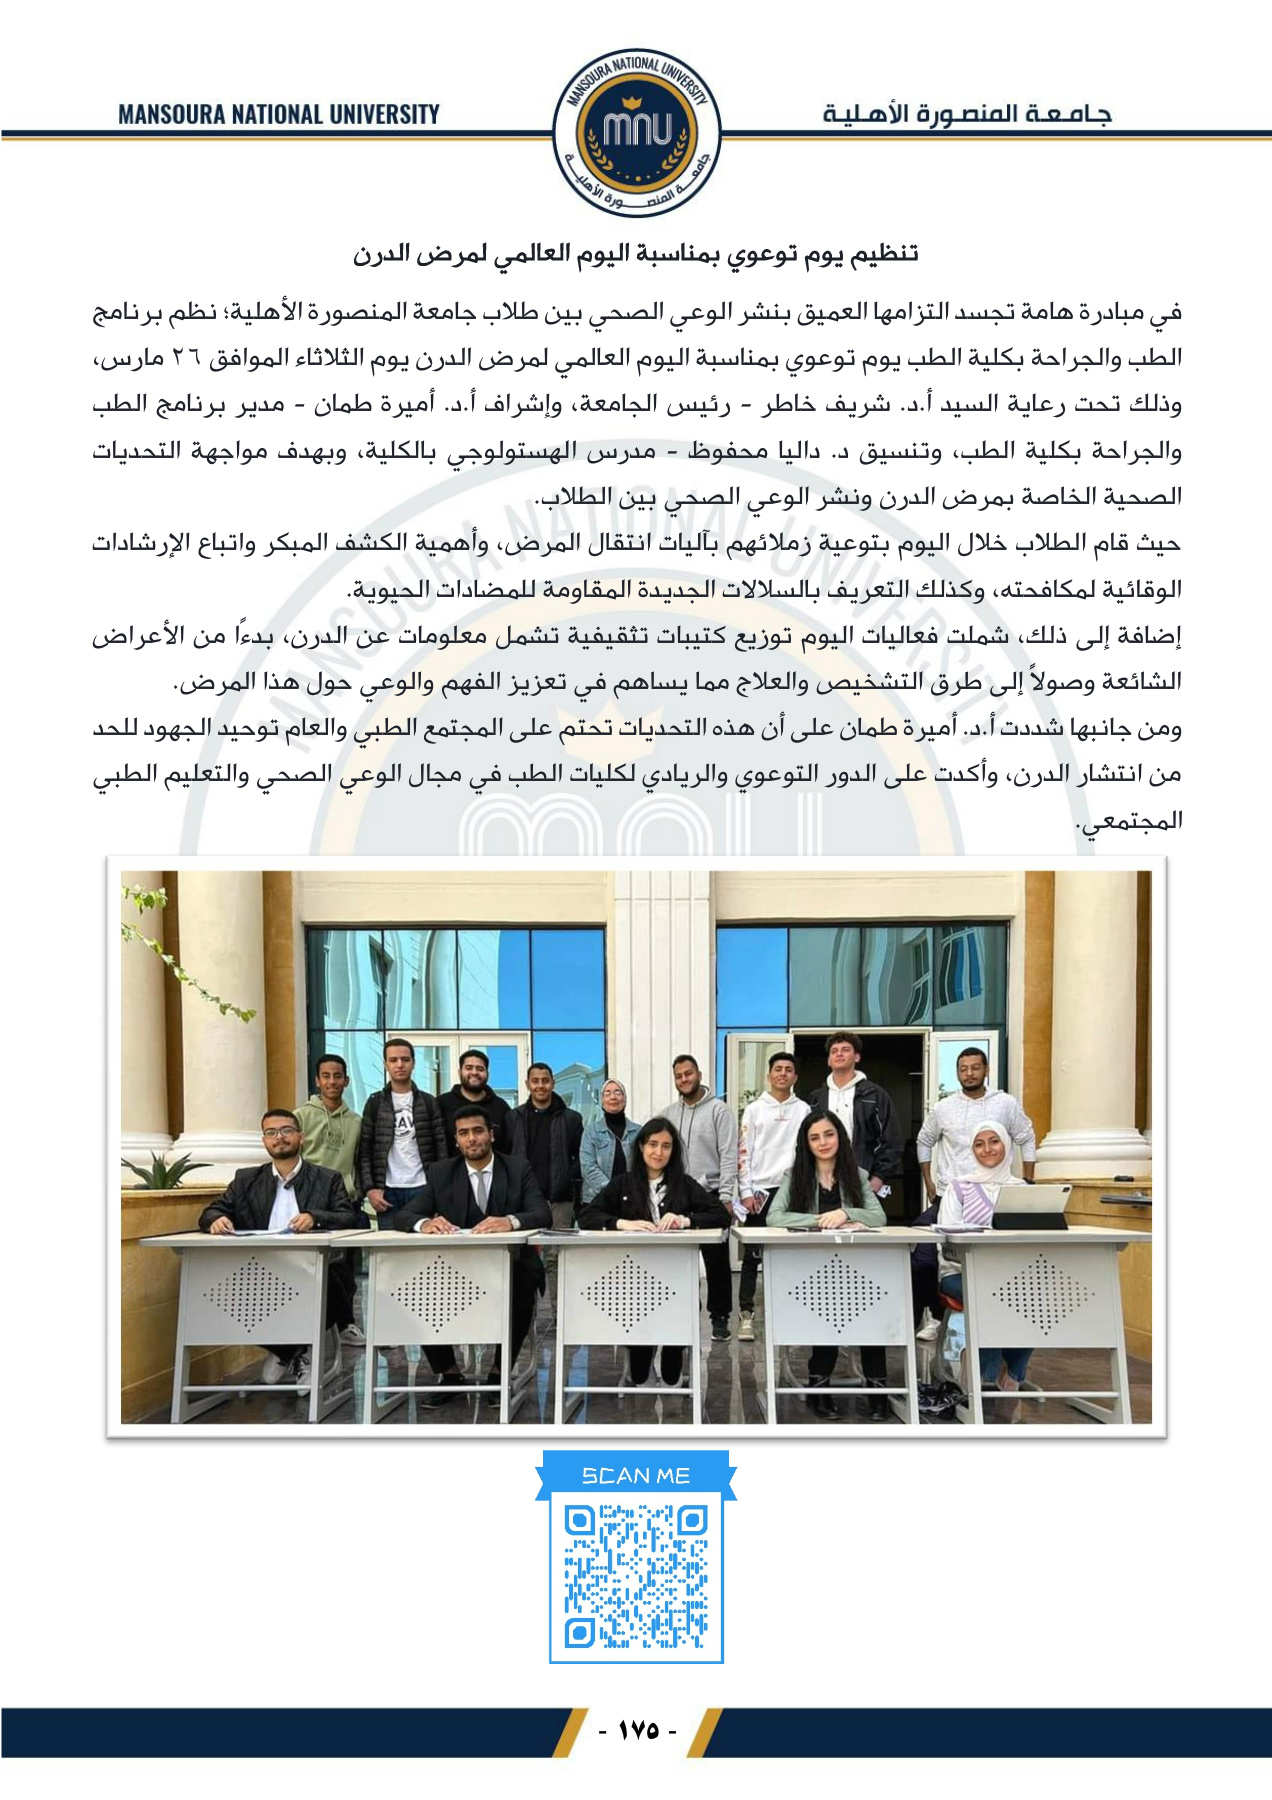 MANSOURA NATIONAL UNIVERSITY
جامعة المنصورة الأهلية
MANSOURA NATIONAL UNIVERSITY
mnu
جامعة المنصورة الأهلية
تنظيم يوم توعوي بمناسبة اليوم العالمي لمرض الدرن
في مبادرة هامة تجسد التزامها العميق بنشر الوعي الصحي بين طلاب جامعة المنصورة الأهلية؛ نظم برنامج
الطب والجراحة بكلية الطب يوم توعوي بمناسبة اليوم العالمي لمرض الدرن يوم الثلاثاء الموافق ٢٦ مارس،
وذلك تحت رعاية السيد أ.د. شريف خاطر - رئيس الجامعة، وإشراف أ.د. أميرة طمان - مدير برنامج الطب
والجراحة بكلية الطب، وتنسيق د. داليا محفوظ - مدرس الهستولوجي بالكلية، وبهدف مواجهة التحديات
الصحية الخاصة بمرض الدرن ونشر الوعي الصحي بين الطلاب.
حيث قام الطلاب خلال اليوم بتوعية زملائهم بآليات انتقال المرض، وأهمية الكشف المبكر واتباع الإرشادات
الوقائية لمكافحته، وكذلك التعريف بالسلالات الجديدة المقاومة للمضادات الحيوية.
إضافة إلى ذلك، شملت فعاليات اليوم توزيع كتيبات تثقيفية تشمل معلومات عن الدرن، بدءًا من الأعراض
الشائعة وصولاً إلى طرق التشخيص والعلاج مما يساهم في تعزيز الفهم والوعي حول هذا المرض.
ومن جانبها شددت أ.د. أميرة طمان على أن هذه التحديات تحتم على المجتمع الطبي والعام توحيد الجهود للحد
من انتشار الدرن، وأكدت على الدور التوعوي والريادي لكليات الطب في مجال الوعي الصحي والتعليم الطبي
المجتمعي.
SCAN ME
- ١٧٥ -